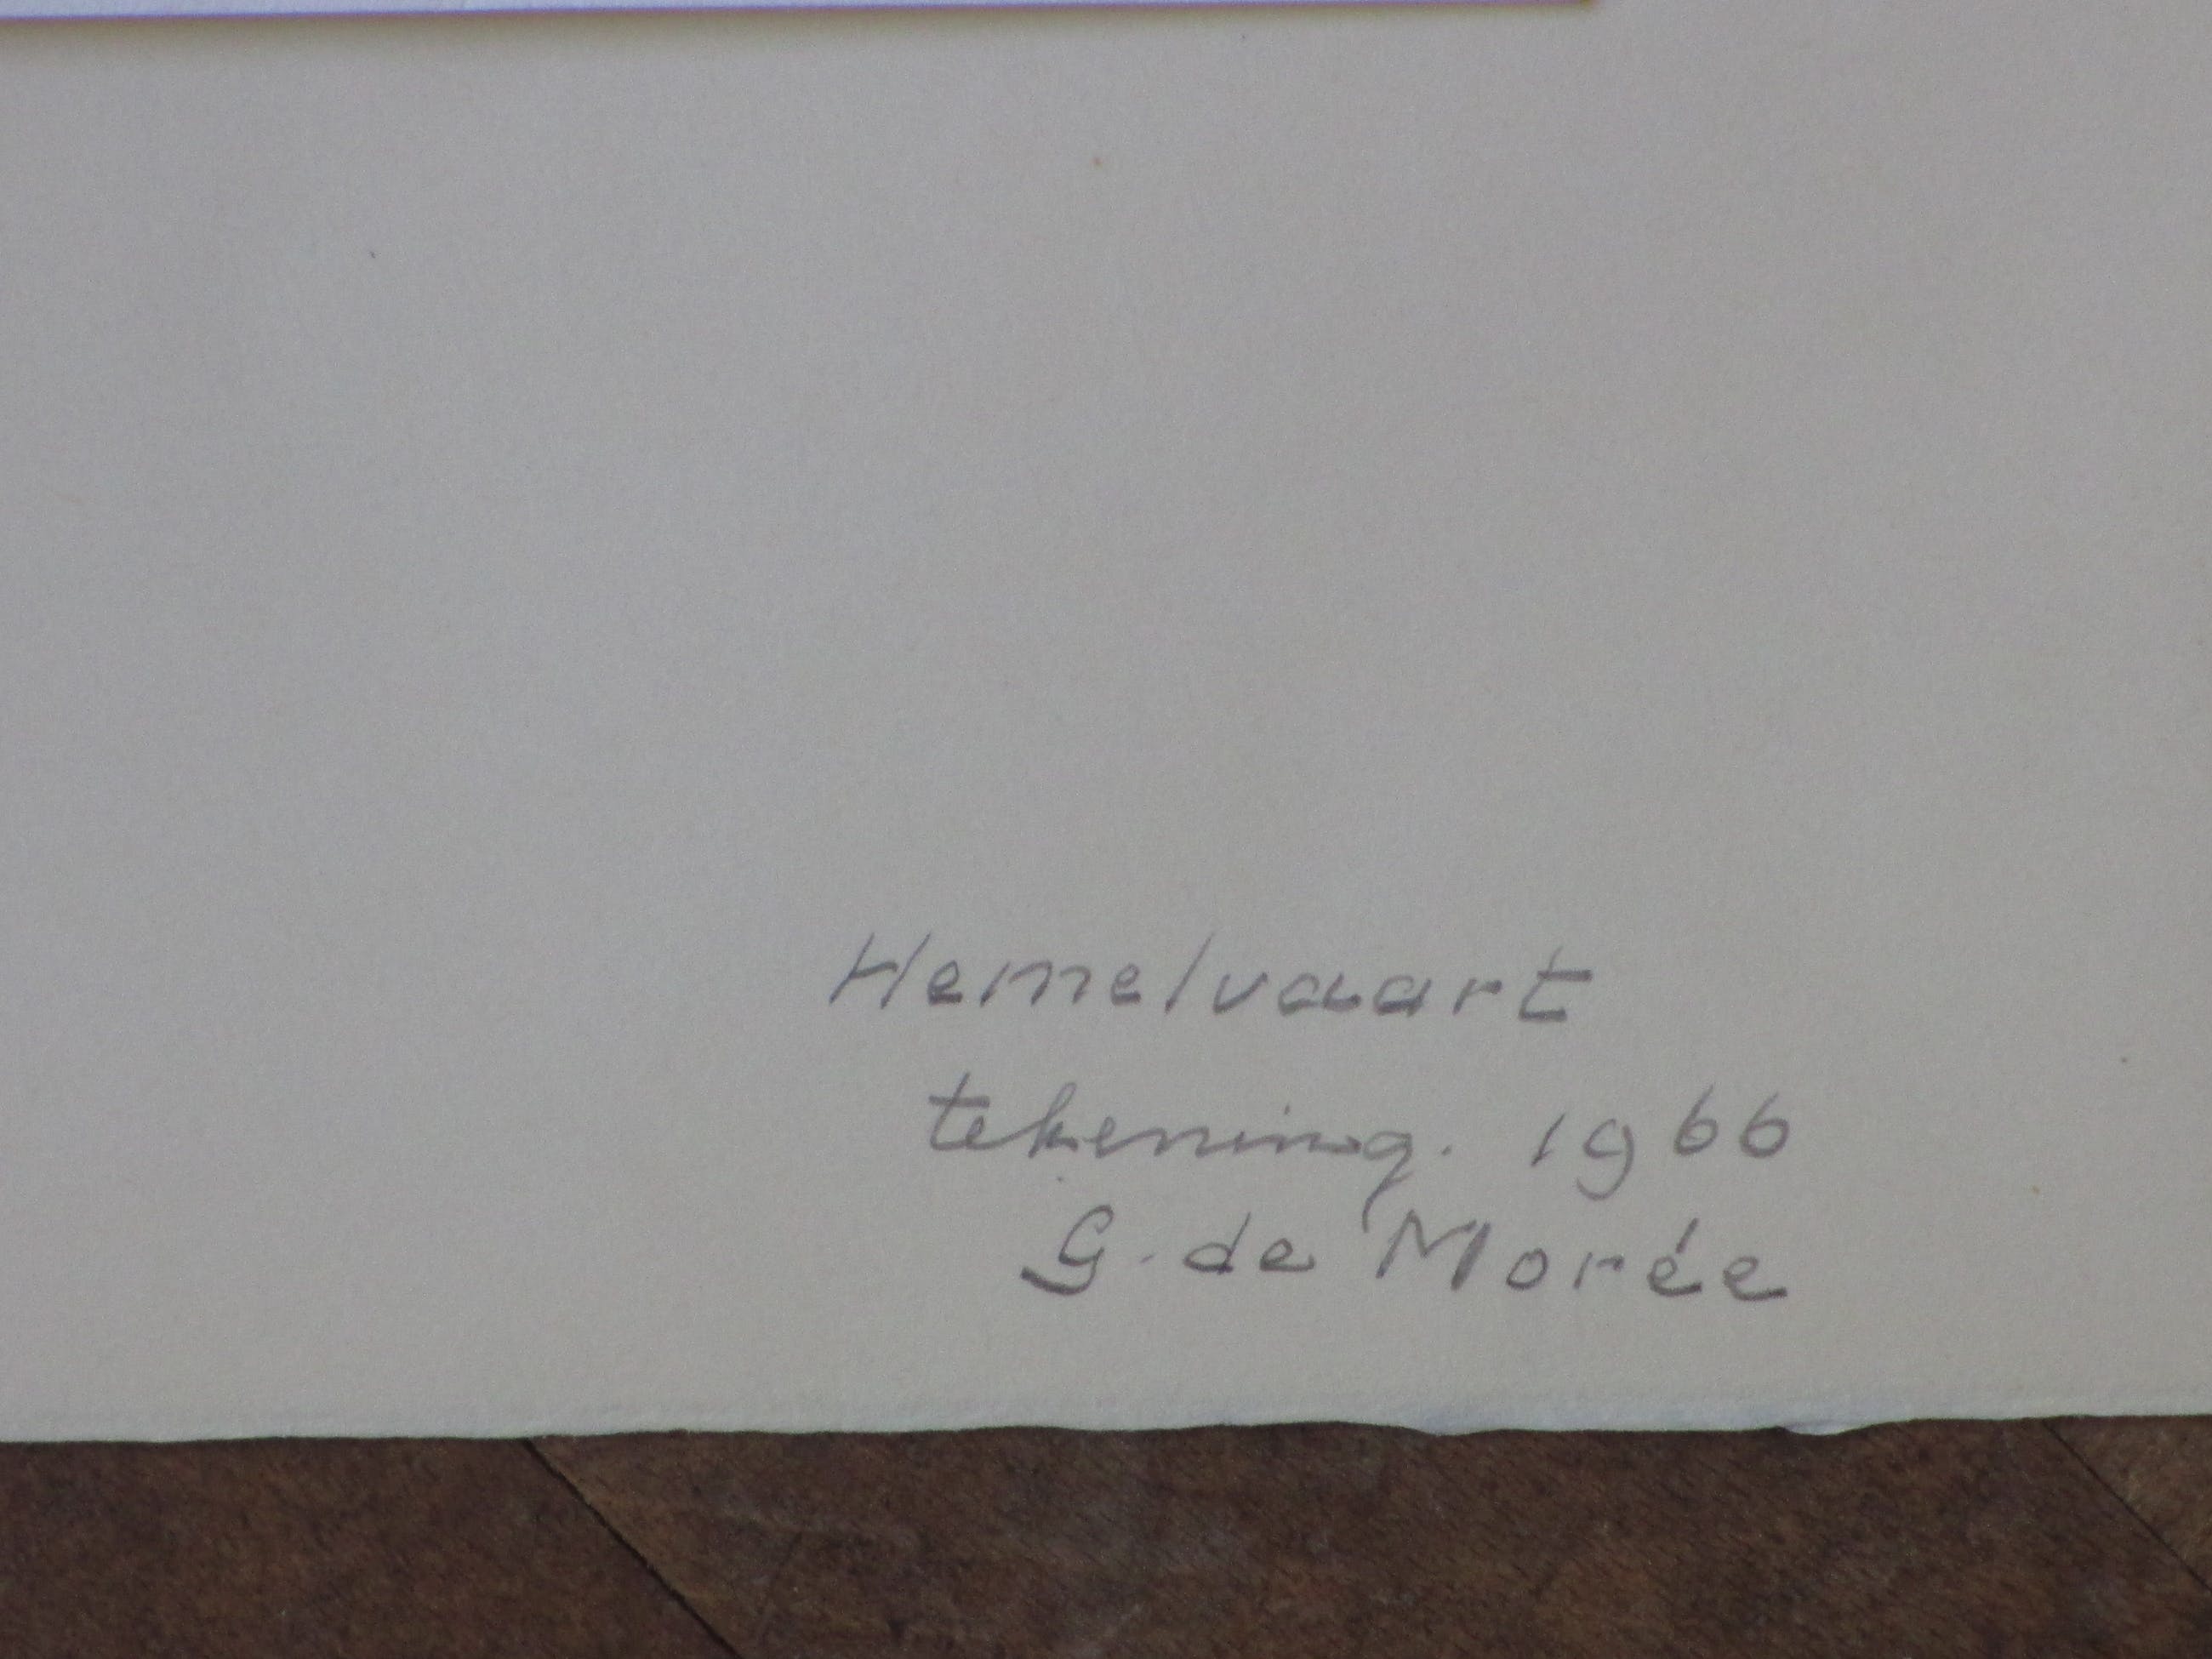 Hemelvaart
tekening. 1966
G. de Morée